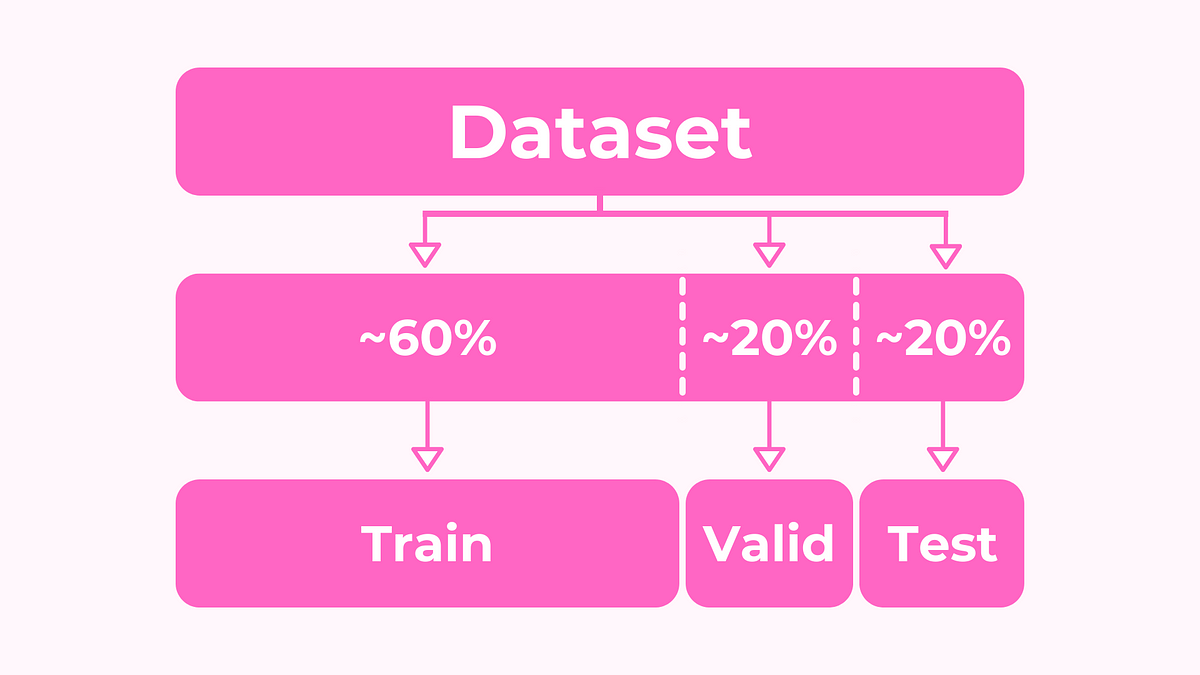 Dataset
~60% ~20% ~20%
Train Valid Test